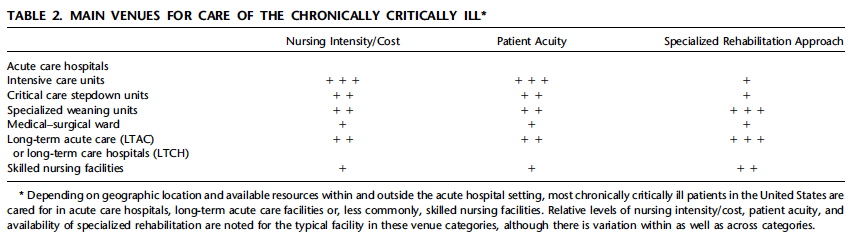 TABLE 2. MAIN VENUES FOR CARE OF THE CHRONICALLY CRITICALLY ILL*
Nursing Intensity/Cost Patient Acuity Specialized Rehabilitation Approach
Acute care hospitals
Intensive care units +++ +++ +
Critical care stepdown units ++ ++ +
Specialized weaning units ++ ++ +++
Medical–surgical ward + + +
Long-term acute care (LTAC) ++ ++ +++
or long-term care hospitals (LTCH)
Skilled nursing facilities + + ++
* Depending on geographic location and available resources within and outside the acute hospital setting, most chronically critically ill patients in the United States are
cared for in acute care hospitals, long-term acute care facilities or, less commonly, skilled nursing facilities. Relative levels of nursing intensity/cost, patient acuity, and
availability of specialized rehabilitation are noted for the typical facility in these venue categories, although there is variation within as well as across categories.